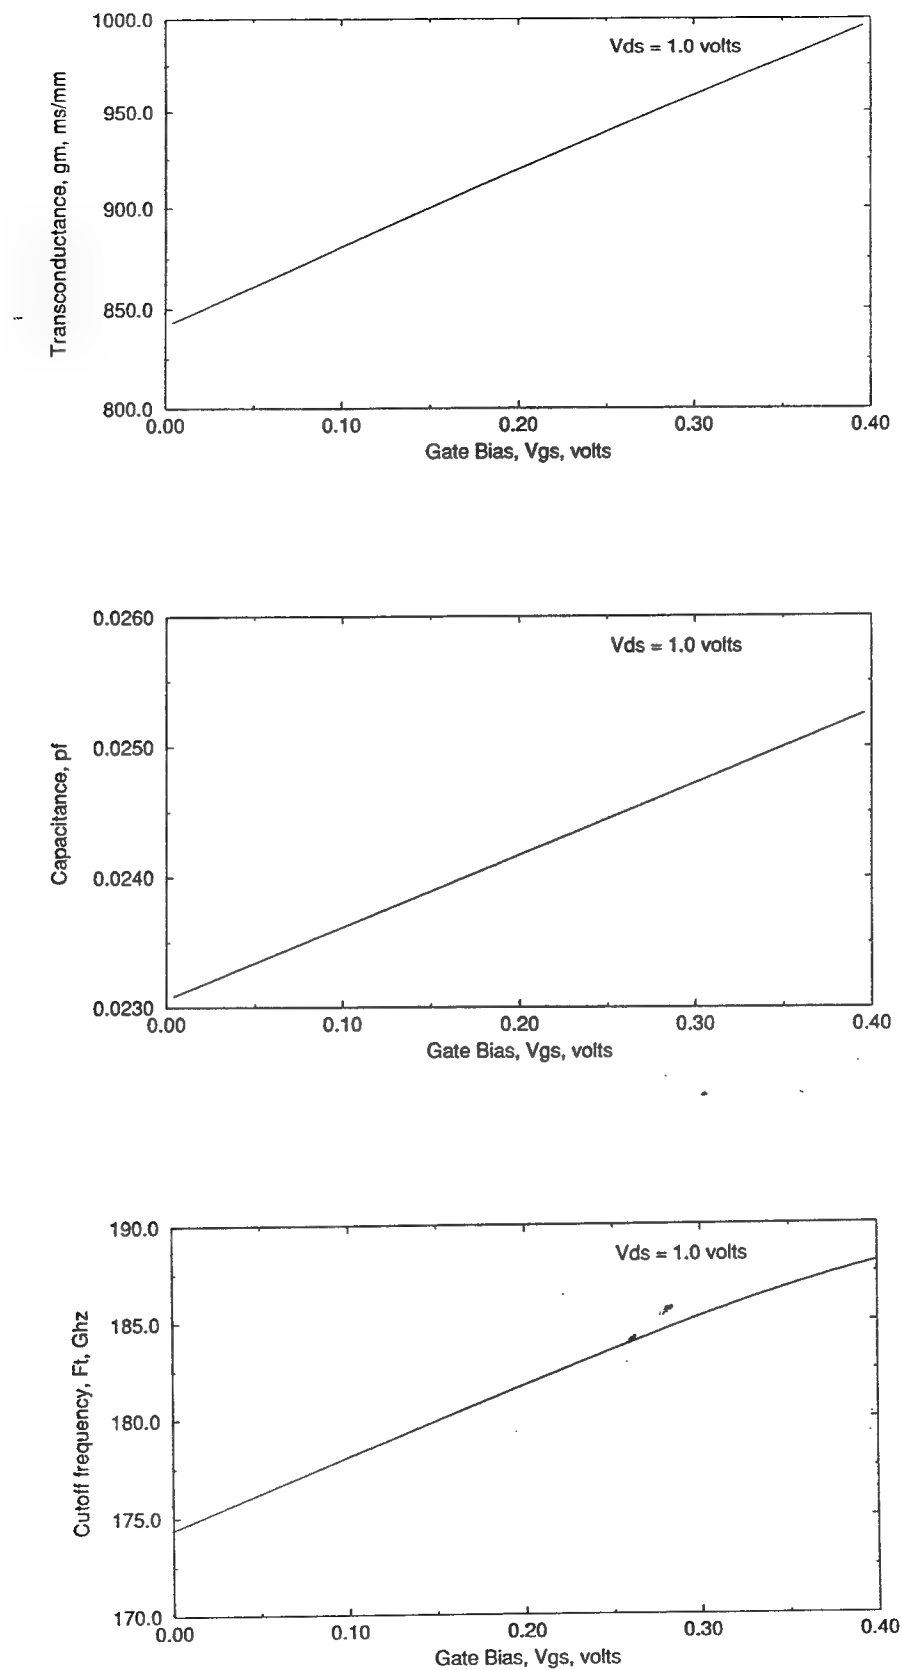 1000.0
Vds = 1.0 volts
950.0
900.0
850.0
800.0
Transconductance, gm, ms/mm
0.00 0.10 0.20 0.30 0.40
Gate Bias, Vgs, volts
0.0260
Vds = 1.0 volts
0.0250
0.0240
0.0230
Capacitance, pf
0.00 0.10 0.20 0.30 0.40
Gate Bias, Vgs, volts
190.0
Vds = 1.0 volts
185.0
180.0
175.0
170.0
Cutoff frequency, Ft, Ghz
0.00 0.10 0.20 0.30 0.40
Gate Bias, Vgs, volts